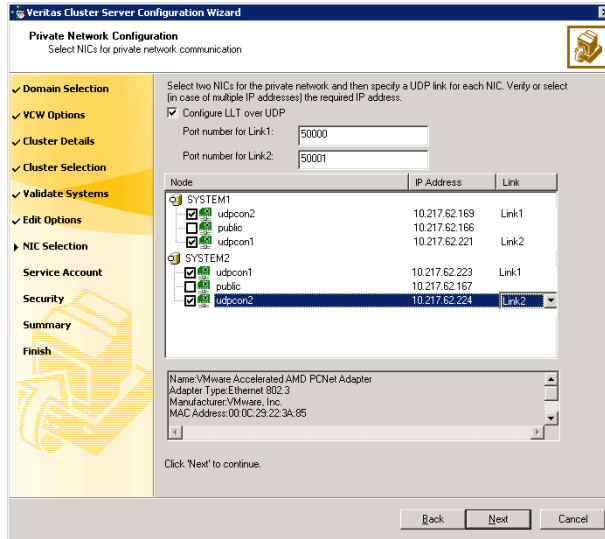 Veritas Cluster Server Configuration Wizard
Private Network Configuration
Select NICs for private network communication
Domain Selection
VCW Options
Cluster Details
Cluster Selection
Validate Systems
Edit Options
NIC Selection
Service Account
Security
Summary
Finish
Select two NICs for the private network and then specify a UDP link for each NIC. Verify or select
(in case of multiple IP addresses) the required IP address.
Configure LLT over UDP
Port number for Link1: 50000
Port number for Link2: 50001
Node IP Address Link
SYSTEM1
udpcon2 10.217.62.169 Link1
public 10.217.62.166
udpcon1 10.217.62.221 Link2
SYSTEM2
udpcon1 10.217.62.223 Link1
public 10.217.62.167
udpcon2 10.217.62.224 Link2
Name:VMware Accelerated AMD PCNet Adapter
Adapter Type:Ethernet 802.3
Manufacturer:VMware, Inc.
MAC Address:00:0C:29:22:3A:85
Click 'Next' to continue.
Back Next Cancel